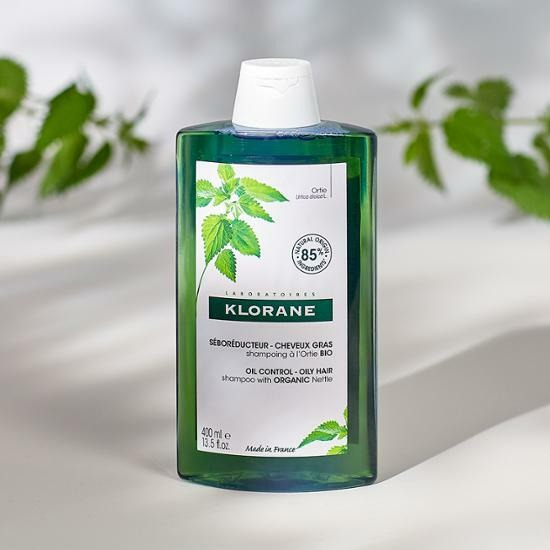 Ortie
Urtica dioica L.
NATURAL ORIGIN
85%
INGREDIENTS
LABORATOIRES
KLORANE
SÉBORÉDUCTEUR - CHEVEUX GRAS
shampoing à l'Ortie BIO
OIL CONTROL - OILY HAIR
shampoo with ORGANIC Nettle
400 ml e
13.5 fl.oz.
Made in France